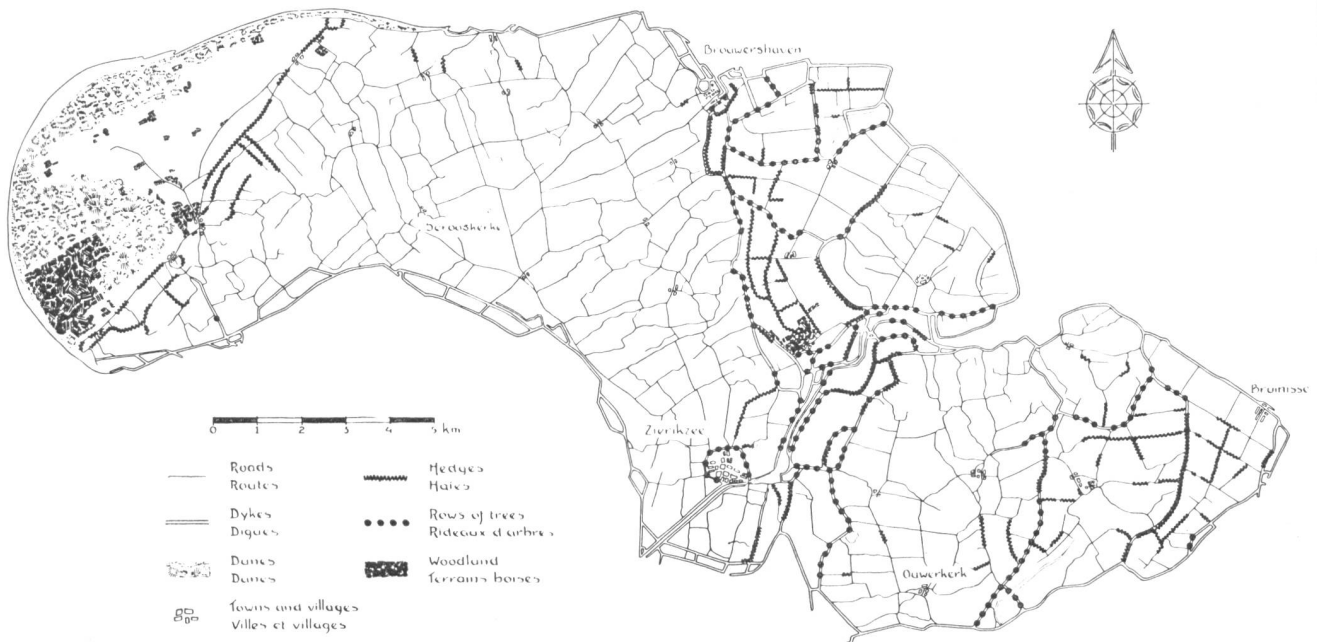 Brouwershaven
Serooskerke
Bruinisse
Zierikzee
Ouwerkerk
0 1 2 3 4 5 km
Roads
Routes
Dykes
Digues
Dunes
Dunes
Towns and villages
Villes et villages
Hedges
Haies
Rows of trees
Rideaux d'arbres
Woodland
Terrains boisés